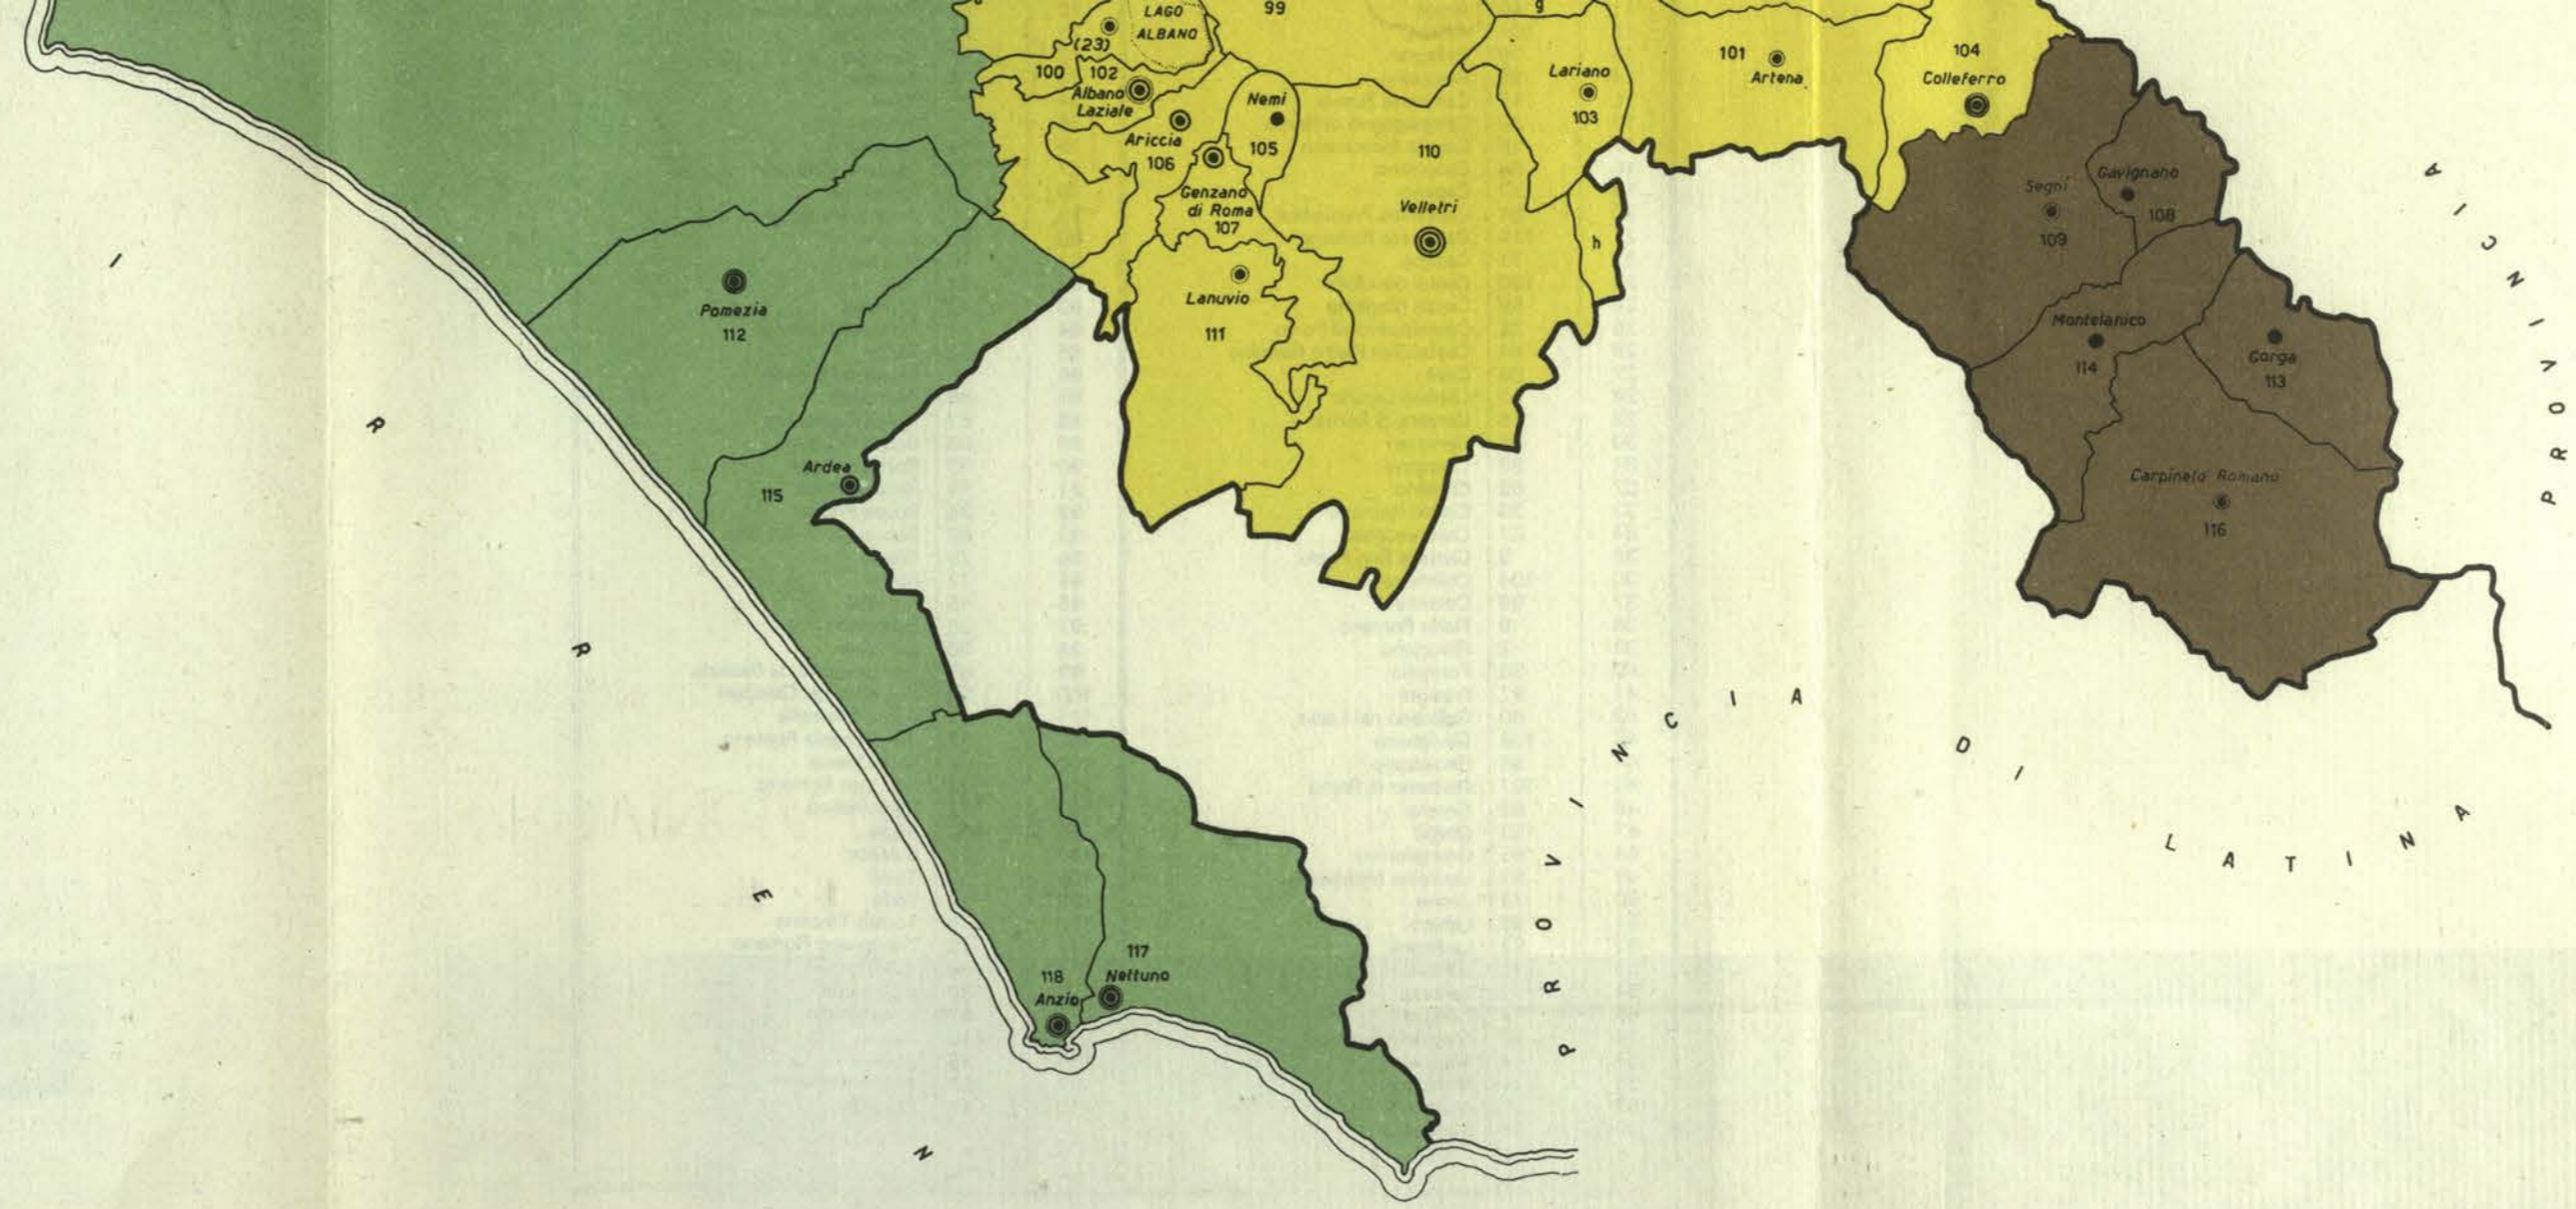 LAGO
ALBANO
(23)
99
g
100
102
Albano
Laziale
Ariccia
106
Nemi
105
Genzano
di Roma
107
110
Velletri
Lariano
103
101
Artena
104
Colleferro
h
Lanuvio
111
Segni
109
Gavignano
108
Montelanico
114
Gorga
113
Carpineto Romano
116
Pomezia
112
Ardea
115
117
Nettuno
118
Anzio
I R R E N
PROVINCIA DI LATINA
PROVINCIA